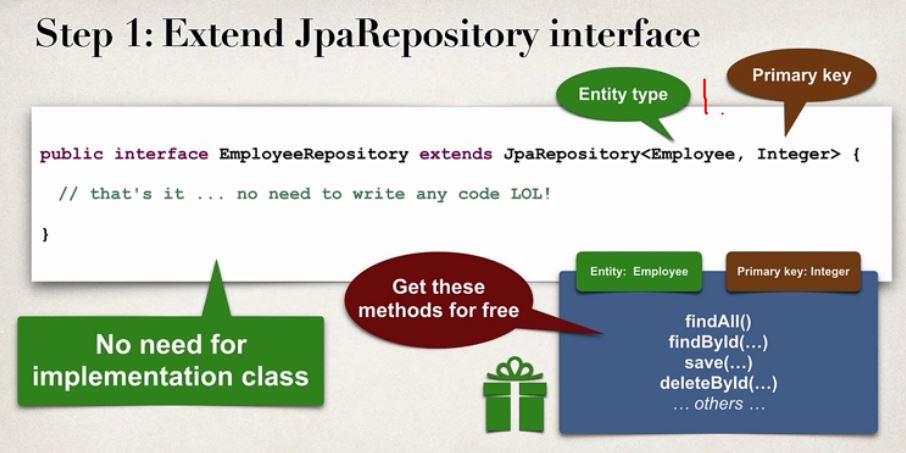 Step 1: Extend JpaRepository interface
Entity type
Primary key
public interface EmployeeRepository extends JpaRepository<Employee, Integer> {
// that's it ... no need to write any code LOL!
}
No need for
implementation class
Get these
methods for free
Entity: Employee
Primary key: Integer
findAll()
findById(…)
save(…)
deleteById(…)
… others …